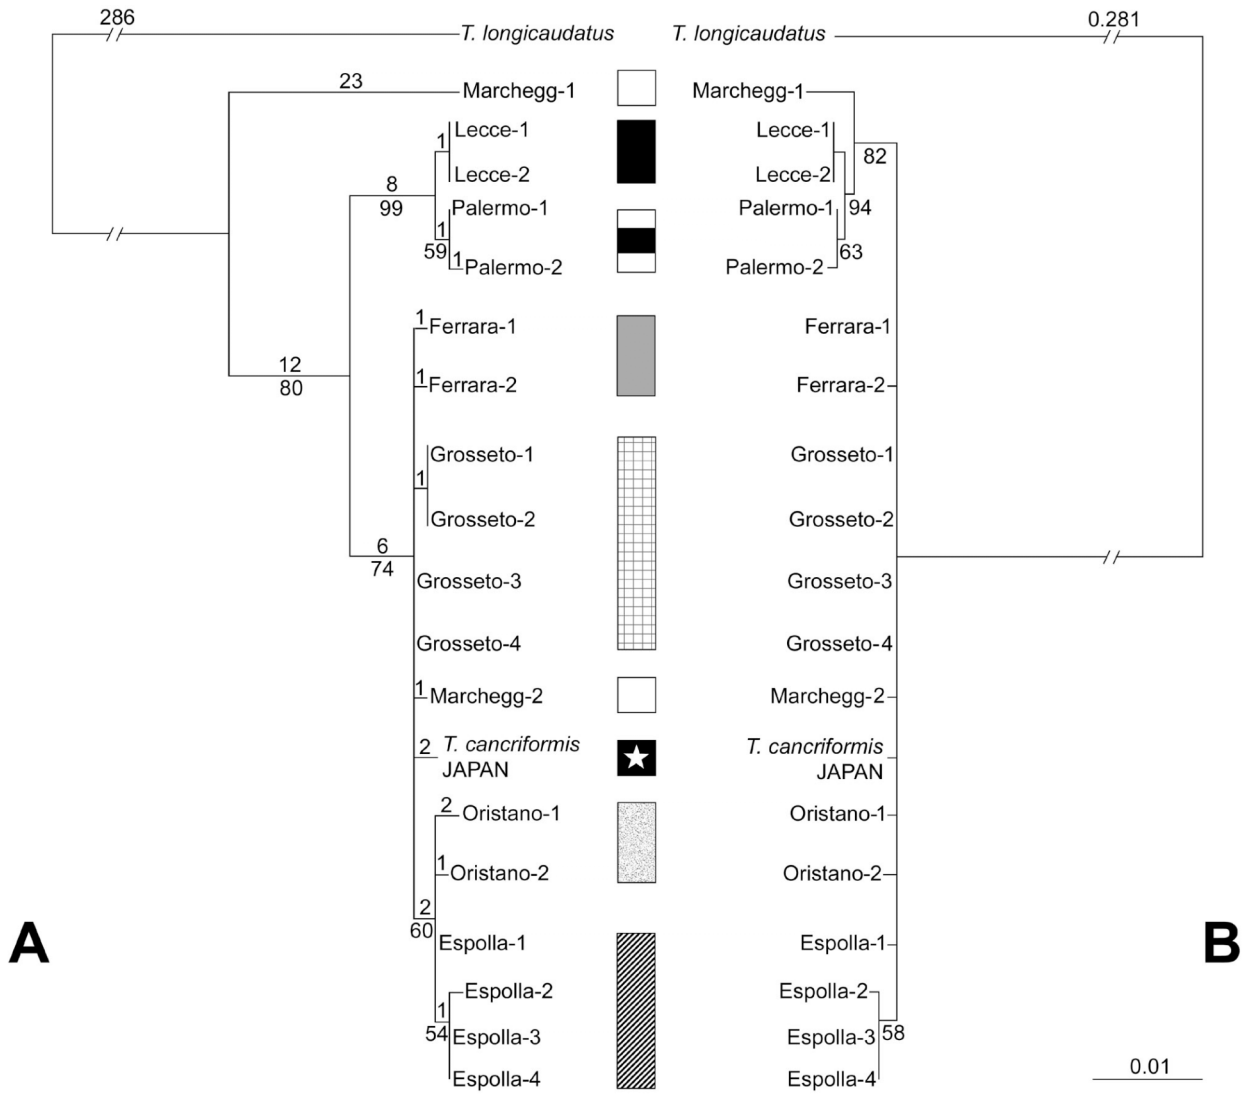 286
T. longicaudatus
T. longicaudatus
0.281
23
Marchegg-1
Marchegg-1
1
Lecce-1
Lecce-1
82
8
Lecce-2
Lecce-2
99
Palermo-1
Palermo-1
94
1
59
1
Palermo-2
Palermo-2
63
1
Ferrara-1
Ferrara-1
12
80
1
Ferrara-2
Ferrara-2
Grosseto-1
Grosseto-1
1
Grosseto-2
Grosseto-2
6
74
Grosseto-3
Grosseto-3
Grosseto-4
Grosseto-4
1
Marchegg-2
Marchegg-2
2
T. cancriformis
JAPAN
T. cancriformis
JAPAN
2
Oristano-1
Oristano-1
1
Oristano-2
Oristano-2
2
60
Espolla-1
Espolla-1
A
B
Espolla-2
Espolla-2
1
54
Espolla-3
Espolla-3
58
Espolla-4
Espolla-4
0.01